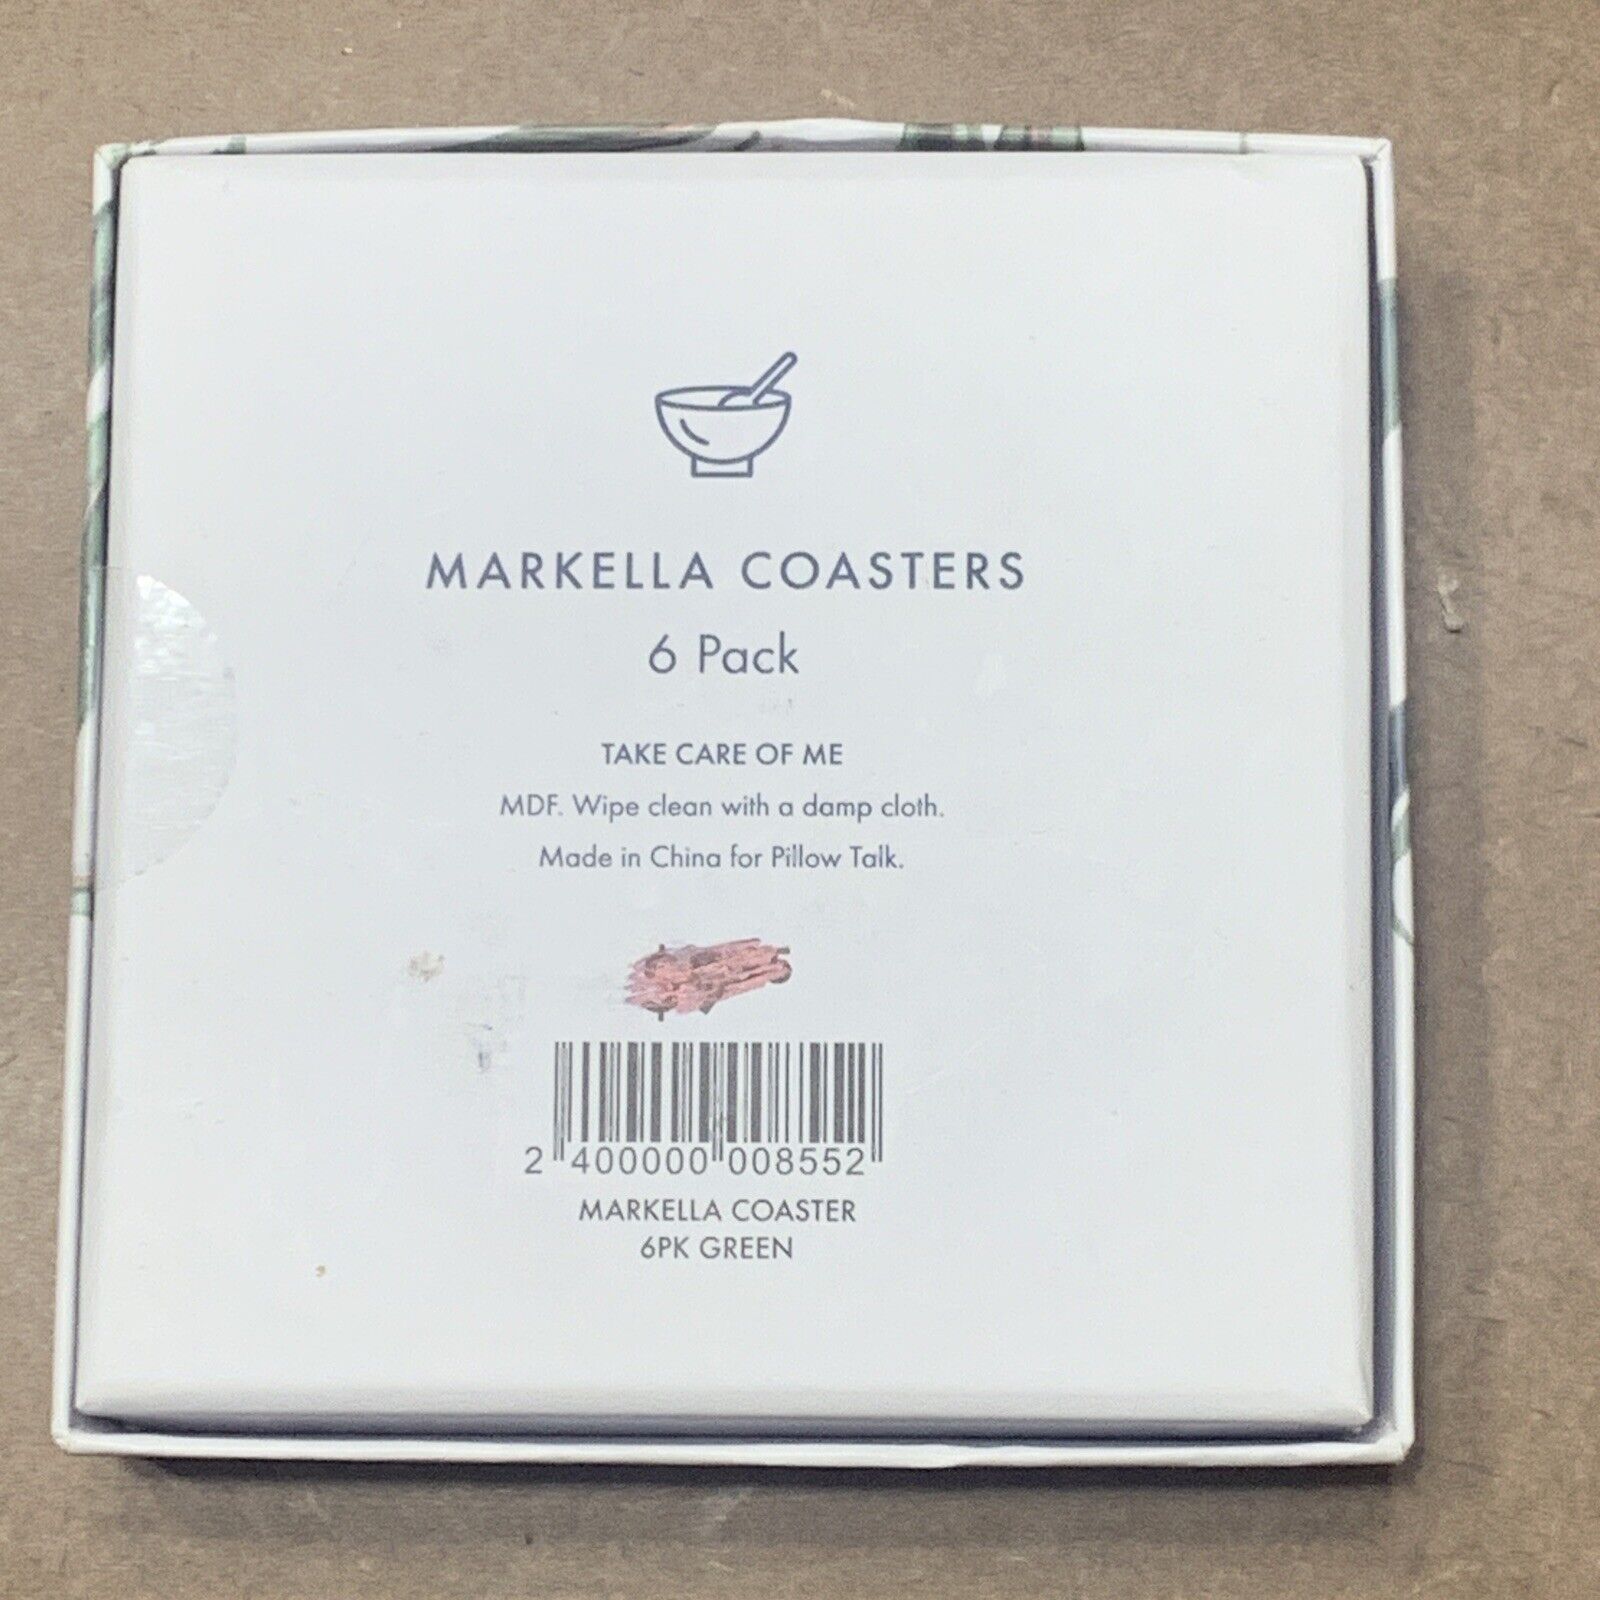 MARKELLA COASTERS
6 Pack
TAKE CARE OF ME
MDF. Wipe clean with a damp cloth.
Made in China for Pillow Talk.
2 400000 008552
MARKELLA COASTER
6PK GREEN